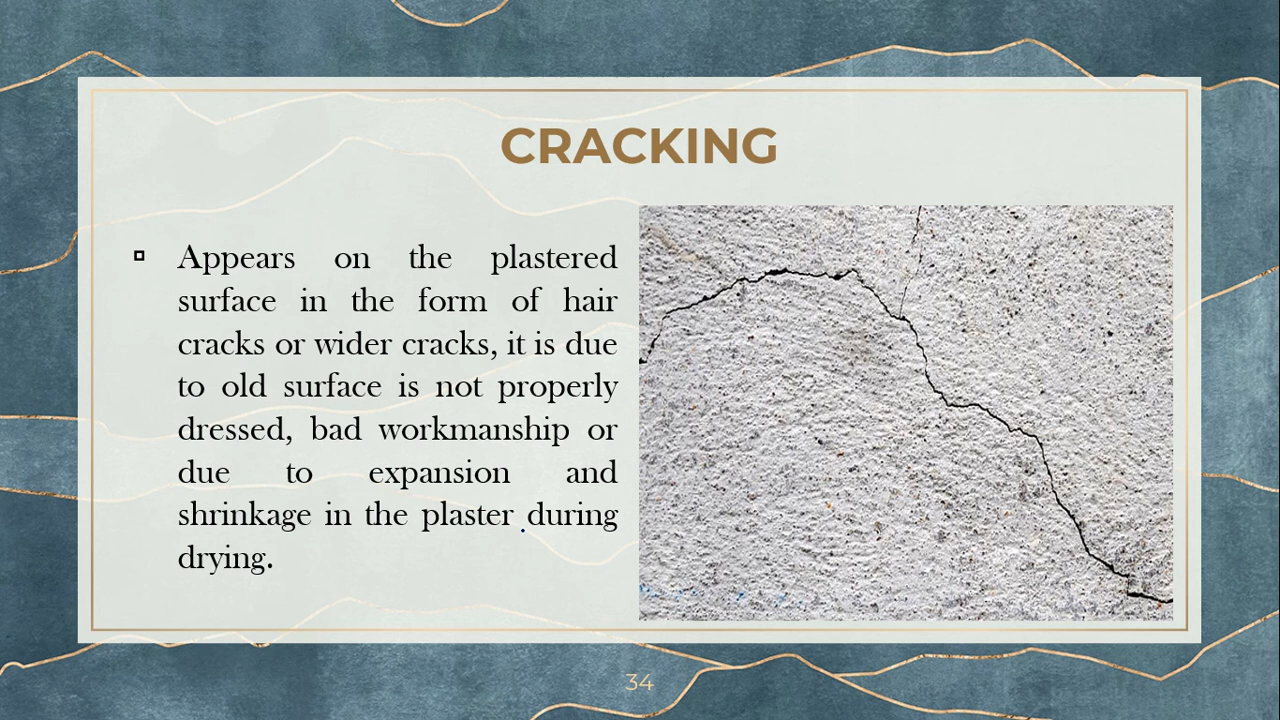 CRACKING
▫ Appears on the plastered
surface in the form of hair
cracks or wider cracks, it is due
to old surface is not properly
dressed, bad workmanship or
due to expansion and
shrinkage in the plaster during
drying.
34